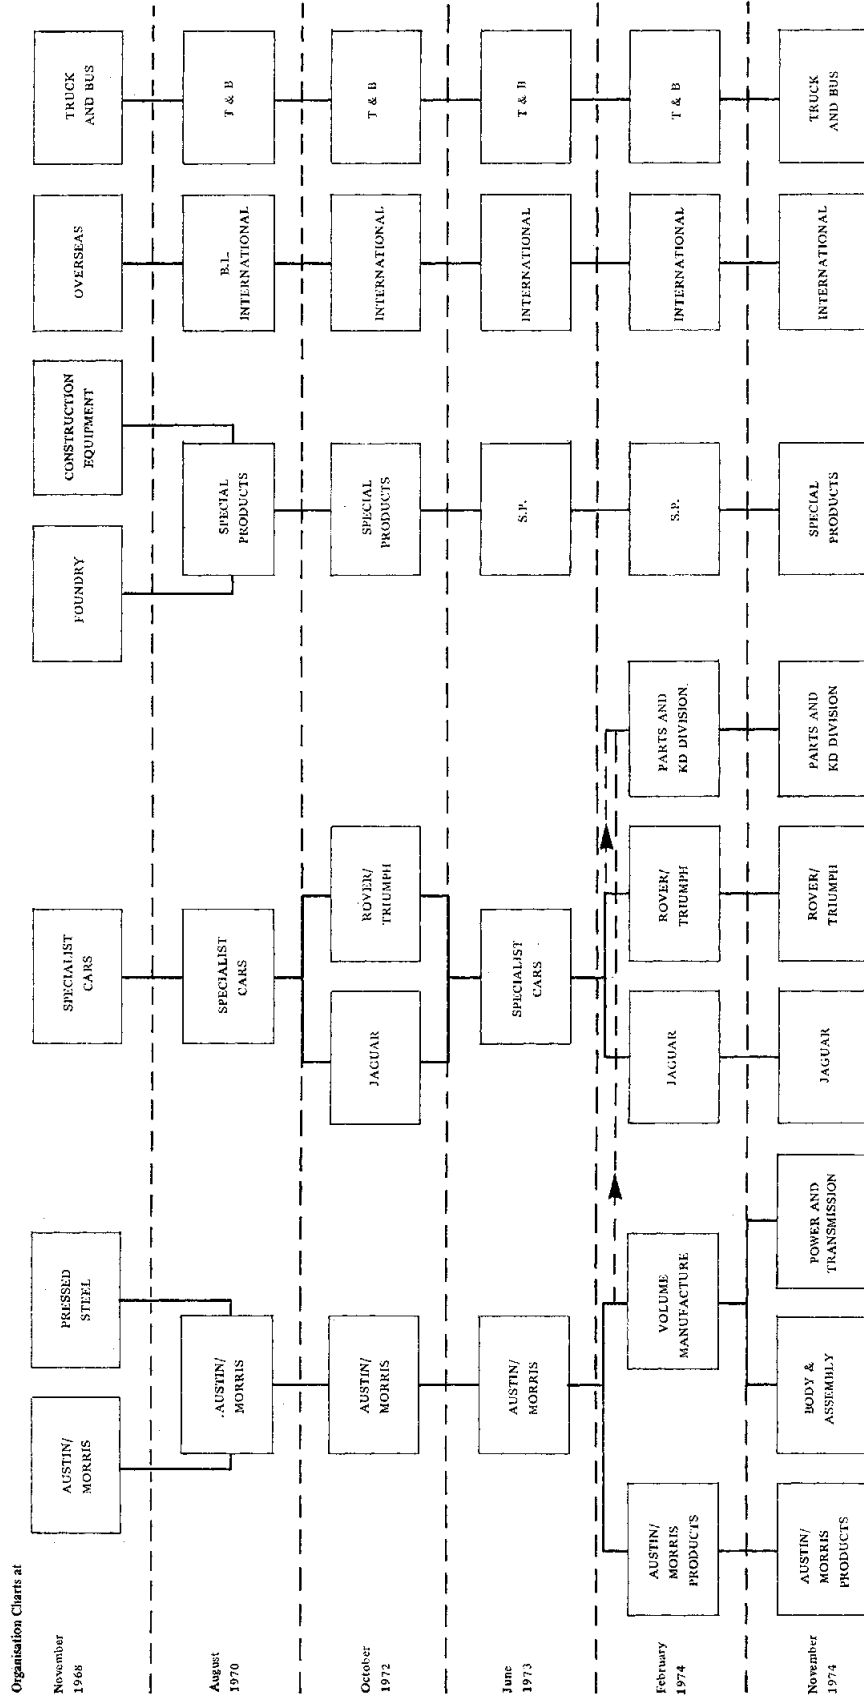 Organisation Charts at
November
1968
AUSTIN/
MORRIS
PRESSED
STEEL
SPECIALIST
CARS
FOUNDRY
CONSTRUCTION
EQUIPMENT
OVERSEAS
TRUCK
AND BUS
August
1970
AUSTIN/
MORRIS
SPECIALIST
CARS
SPECIAL
PRODUCTS
B.L.
INTERNATIONAL
T & B
October
1972
AUSTIN/
MORRIS
JAGUAR
ROVER/
TRIUMPH
SPECIAL
PRODUCTS
INTERNATIONAL
T & B
June
1973
AUSTIN/
MORRIS
SPECIALIST
CARS
S.P.
INTERNATIONAL
T & B
February
1974
AUSTIN/
MORRIS
PRODUCTS
VOLUME
MANUFACTURE
JAGUAR
ROVER/
TRIUMPH
PARTS AND
KD DIVISION
S.P.
INTERNATIONAL
T & B
November
1974
AUSTIN/
MORRIS
PRODUCTS
BODY &
ASSEMBLY
POWER AND
TRANSMISSION
JAGUAR
ROVER/
TRIUMPH
PARTS AND
KD DIVISION
SPECIAL
PRODUCTS
INTERNATIONAL
TRUCK
AND BUS